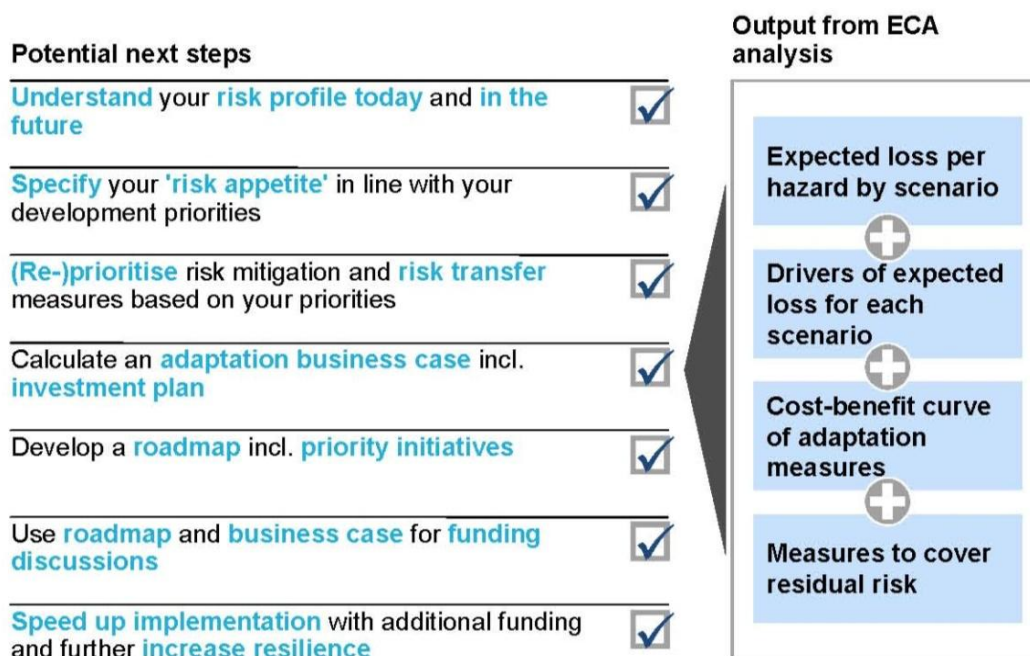 Potential next steps
Understand your risk profile today and in the
future
Specify your 'risk appetite' in line with your
development priorities
(Re-)prioritise risk mitigation and risk transfer
measures based on your priorities
Calculate an adaptation business case incl.
investment plan
Develop a roadmap incl. priority initiatives
Use roadmap and business case for funding
discussions
Speed up implementation with additional funding
and further increase resilience
Output from ECA
analysis
Expected loss per
hazard by scenario
Drivers of expected
loss for each
scenario
Cost-benefit curve
of adaptation
measures
Measures to cover
residual risk